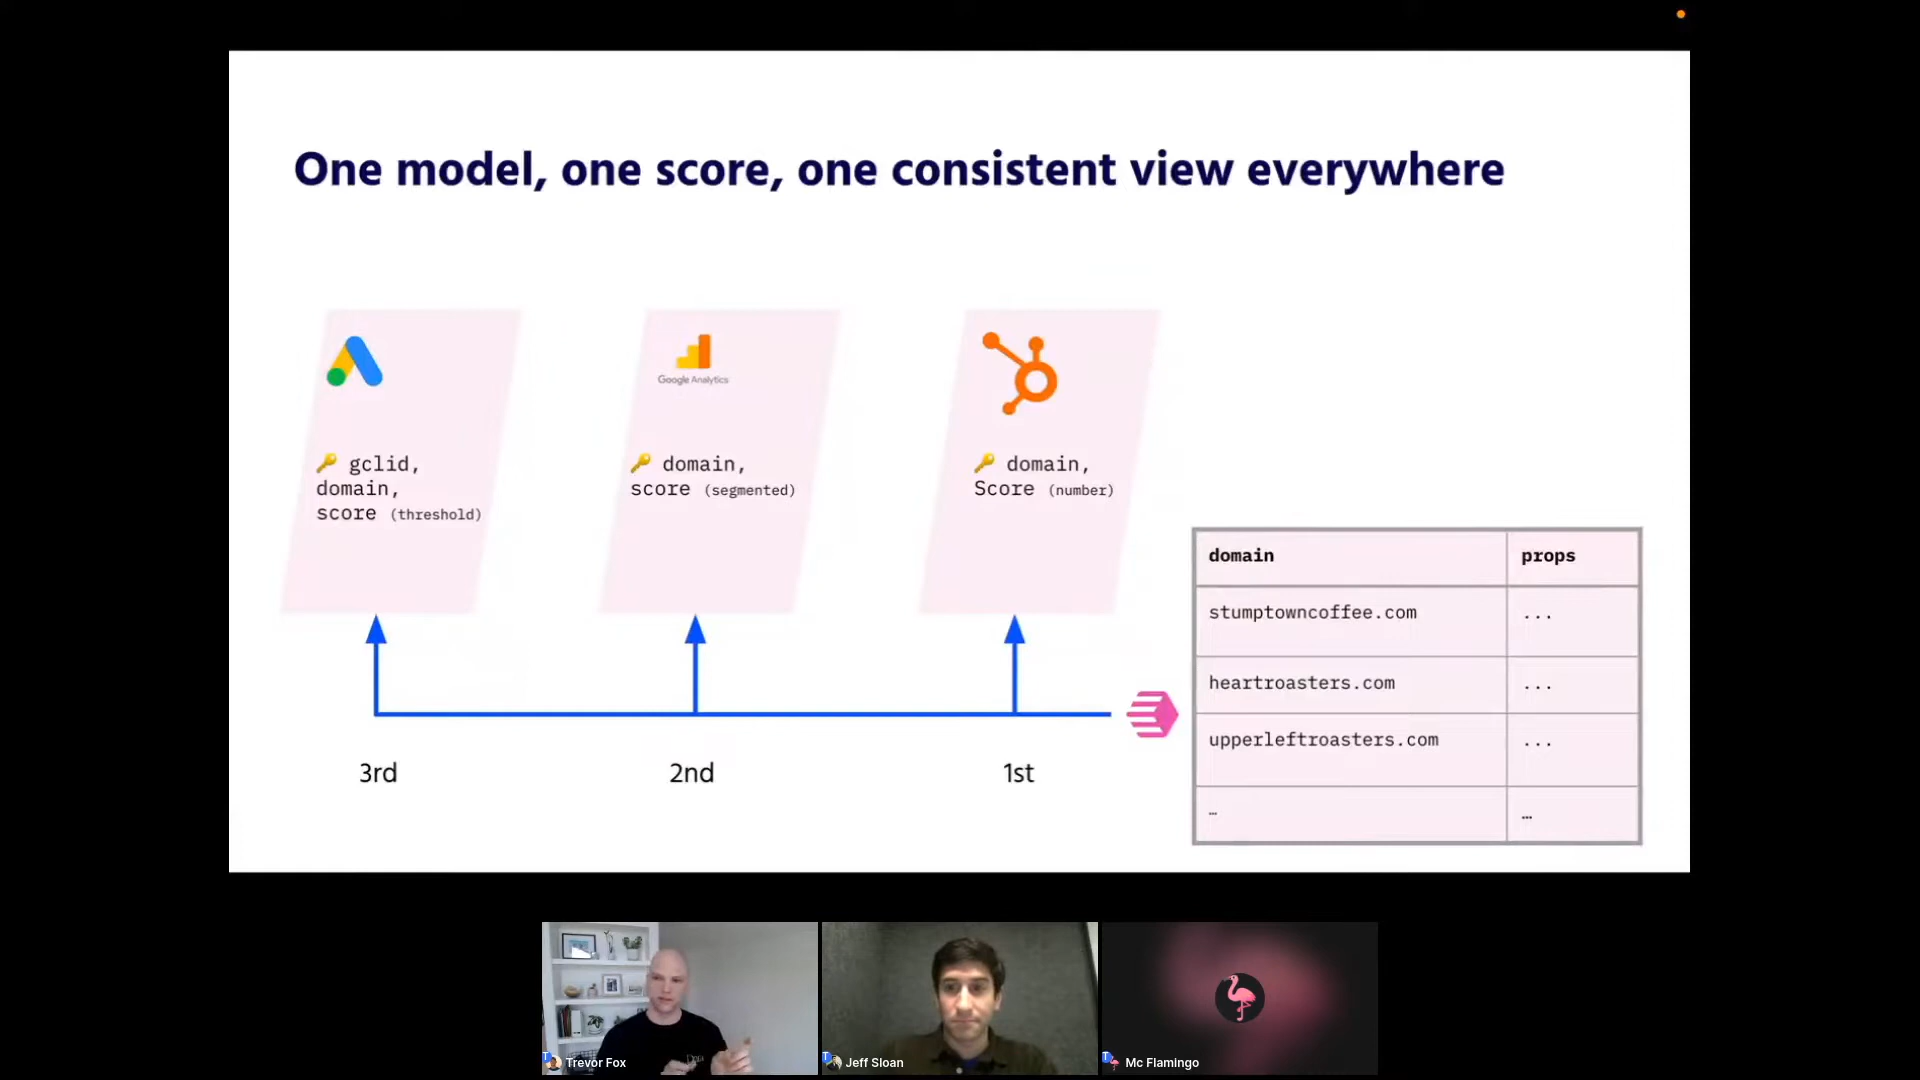 One model, one score, one consistent view everywhere
Google Analytics
gclid,
domain,
score (threshold)
domain,
score (segmented)
domain,
Score (number)
3rd
2nd
1st
domain props
stumptowncoffee.com ...
heartroasters.com ...
upperleftroasters.com ...
… …
Trevor Fox
Jeff Sloan
Mc Flamingo